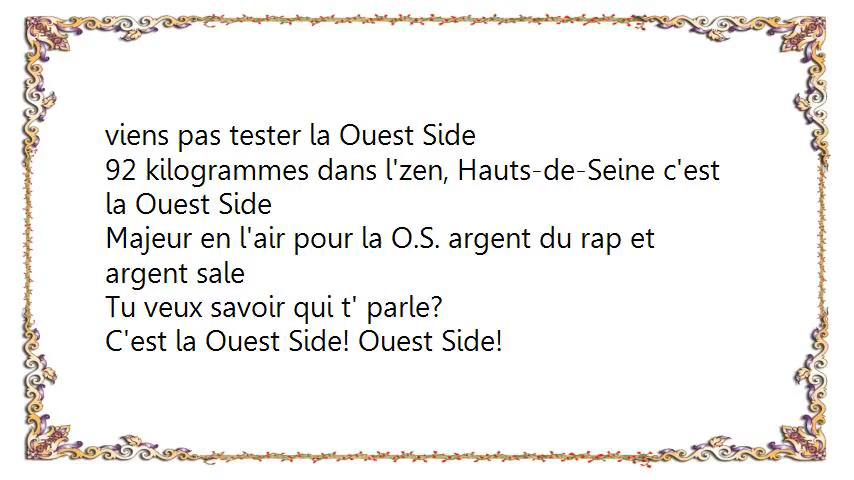 viens pas tester la Ouest Side
92 kilogrammes dans l'zen, Hauts-de-Seine c'est
la Ouest Side
Majeur en l'air pour la O.S. argent du rap et
argent sale
Tu veux savoir qui t' parle?
C'est la Ouest Side! Ouest Side!